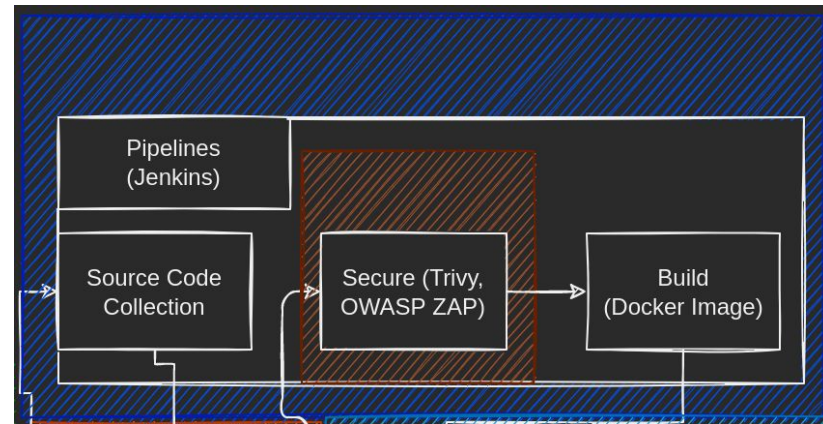 Pipelines
(Jenkins)
Source Code
Collection
Secure (Trivy,
OWASP ZAP)
Build
(Docker Image)